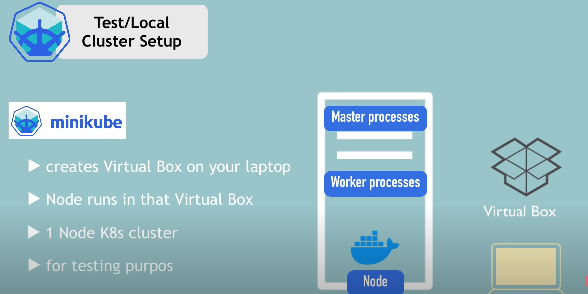 Test/Local
Cluster Setup
minikube
creates Virtual Box on your laptop
Node runs in that Virtual Box
1 Node K8s cluster
for testing purpos
Master processes
Worker processes
Node
Virtual Box